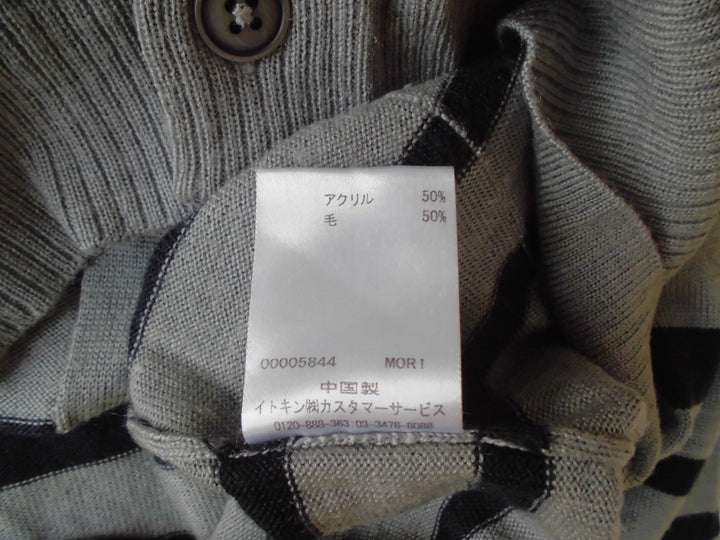 アクリル 50%
毛 50%
00005844 MORI
中国製
イトキン㈱カスタマーサービス
0120-888-363:03-3478-8088